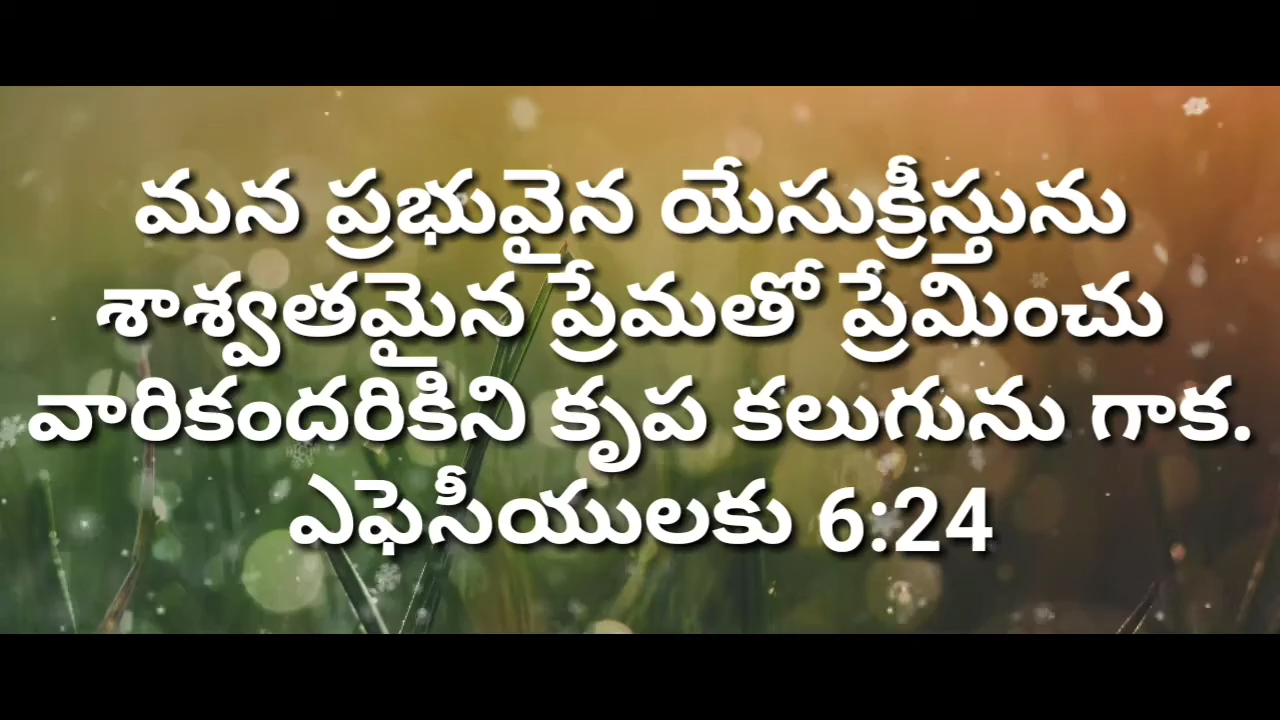 మన ప్రభువైన యేసుక్రీస్తును
శాశ్వతమైన ప్రేమతో ప్రేమించు
వారికందరికిని కృప కలుగును గాక.
ఎఫెసీయులకు 6:24